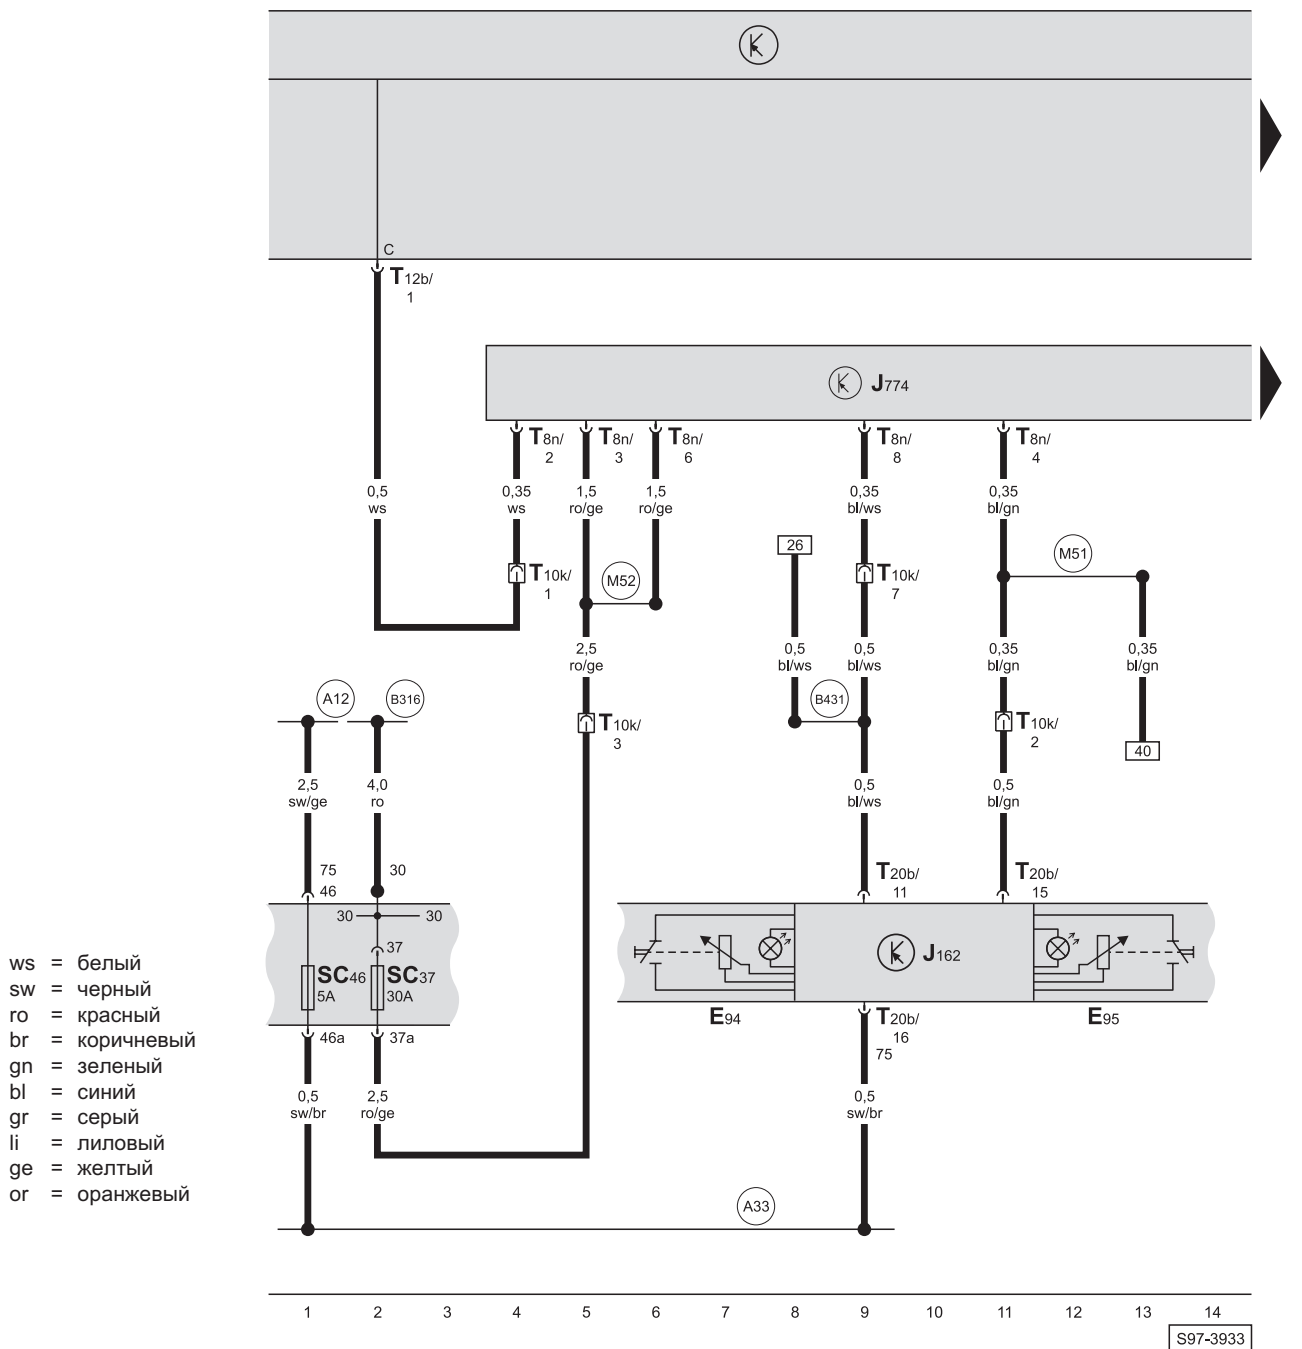 C
T12b/
1
J774
T8n/
2
T8n/
3
T8n/
6
T8n/
8
T8n/
4
0,5
ws
0,35
ws
1,5
ro/ge
1,5
ro/ge
0,35
bl/ws
0,35
bl/gn
26
M51
T10k/
1
M52
T10k/
7
2,5
ro/ge
0,5
bl/ws
0,5
bl/ws
0,35
bl/gn
0,35
bl/gn
A12
B316
B431
T10k/
3
T10k/
2
40
2,5
sw/ge
4,0
ro
0,5
bl/ws
0,5
bl/gn
75
46
30
T20b/
11
T20b/
15
30
30
37
SC46
5A
SC37
30A
J162
E94
E95
46a
37a
T20b/
16
75
0,5
sw/br
2,5
ro/ge
0,5
sw/br
A33
ws = белый
sw = черный
ro = красный
br = коричневый
gn = зеленый
bl = синий
gr = серый
li = лиловый
ge = желтый
or = оранжевый
1 2 3 4 5 6 7 8 9 10 11 12 13 14
S97-3933